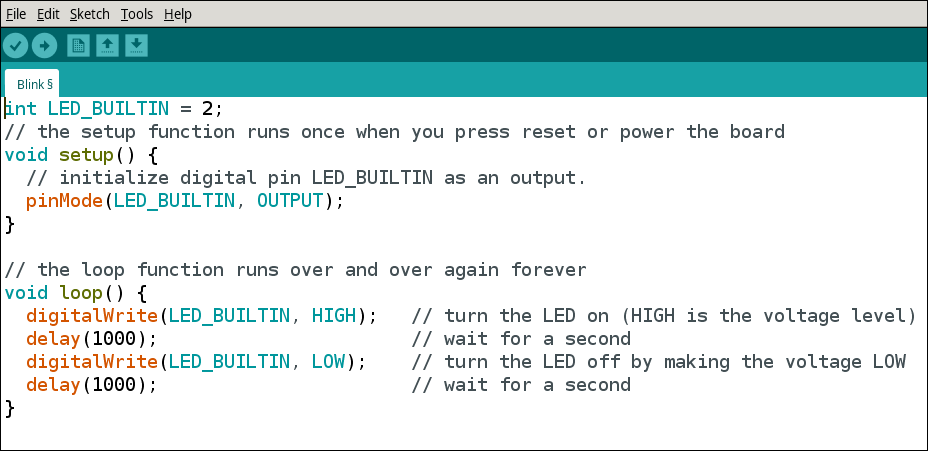 File Edit Sketch Tools Help
Blink §
int LED_BUILTIN = 2;
// the setup function runs once when you press reset or power the board
void setup() {
  // initialize digital pin LED_BUILTIN as an output.
  pinMode(LED_BUILTIN, OUTPUT);
}
// the loop function runs over and over again forever
void loop() {
  digitalWrite(LED_BUILTIN, HIGH);   // turn the LED on (HIGH is the voltage level)
  delay(1000);                       // wait for a second
  digitalWrite(LED_BUILTIN, LOW);    // turn the LED off by making the voltage LOW
  delay(1000);                       // wait for a second
}